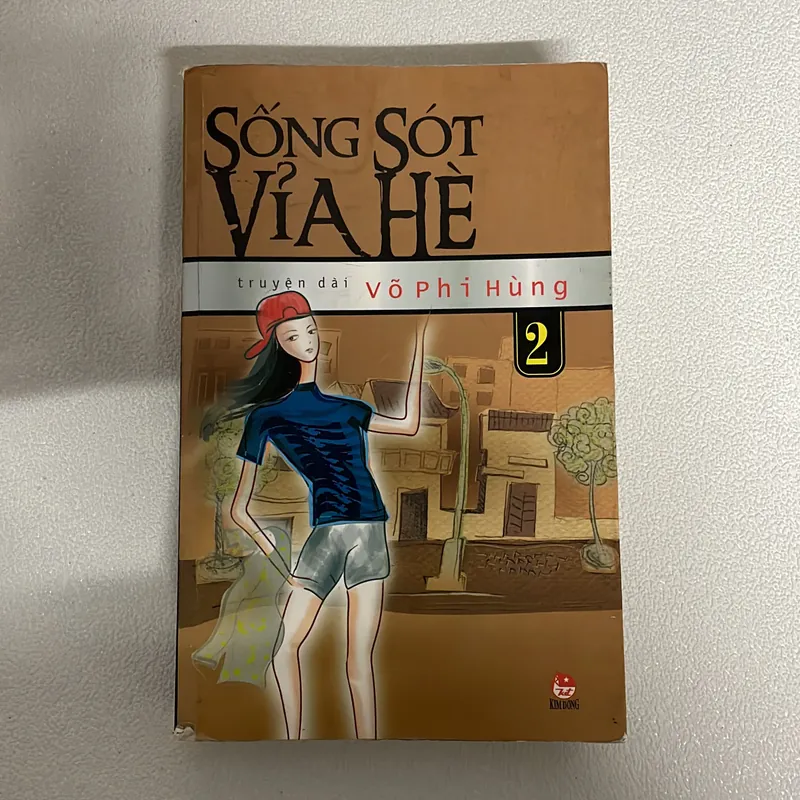 SỐNG SÓT
VỈA HÈ
truyện dài Võ Phi Hùng
2
KIM ĐỒNG